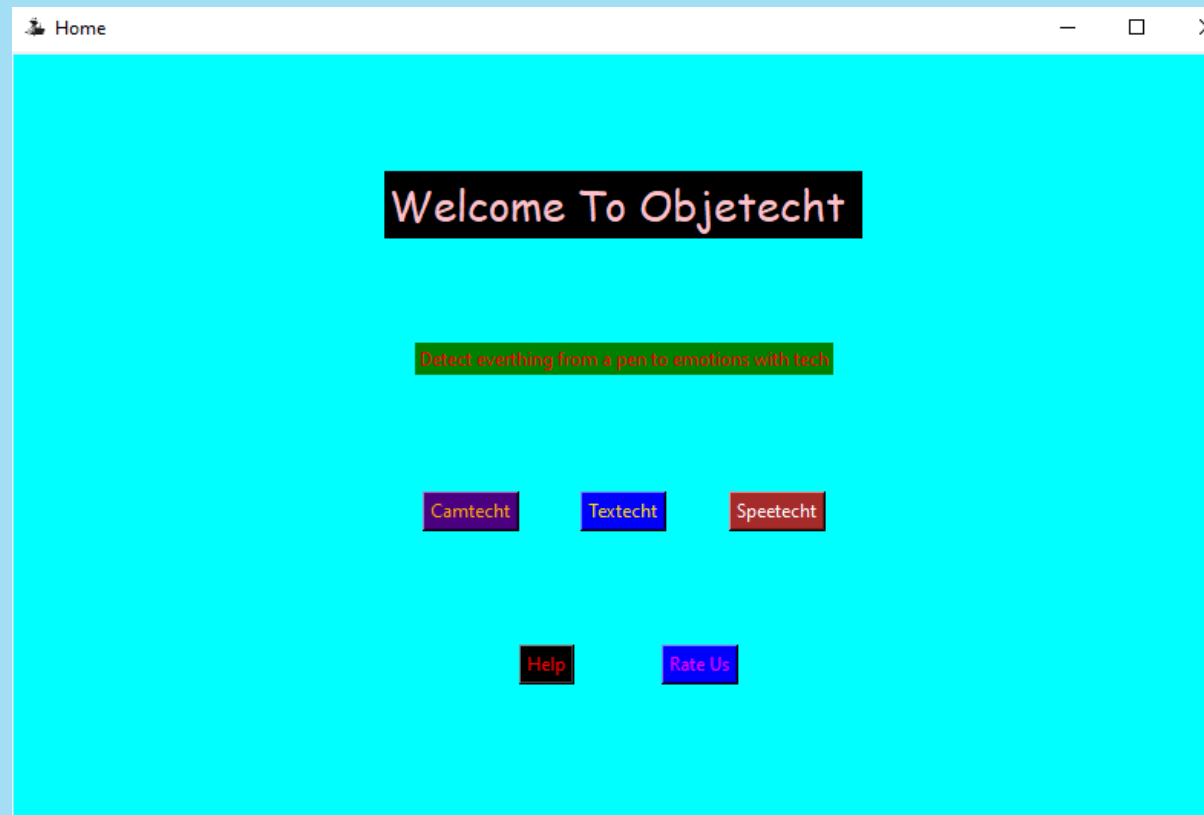 Home
Welcome To Objetecht
Detect everthing from a pen to emotions with tech
Camtecht Textecht Speetecht
Help Rate Us